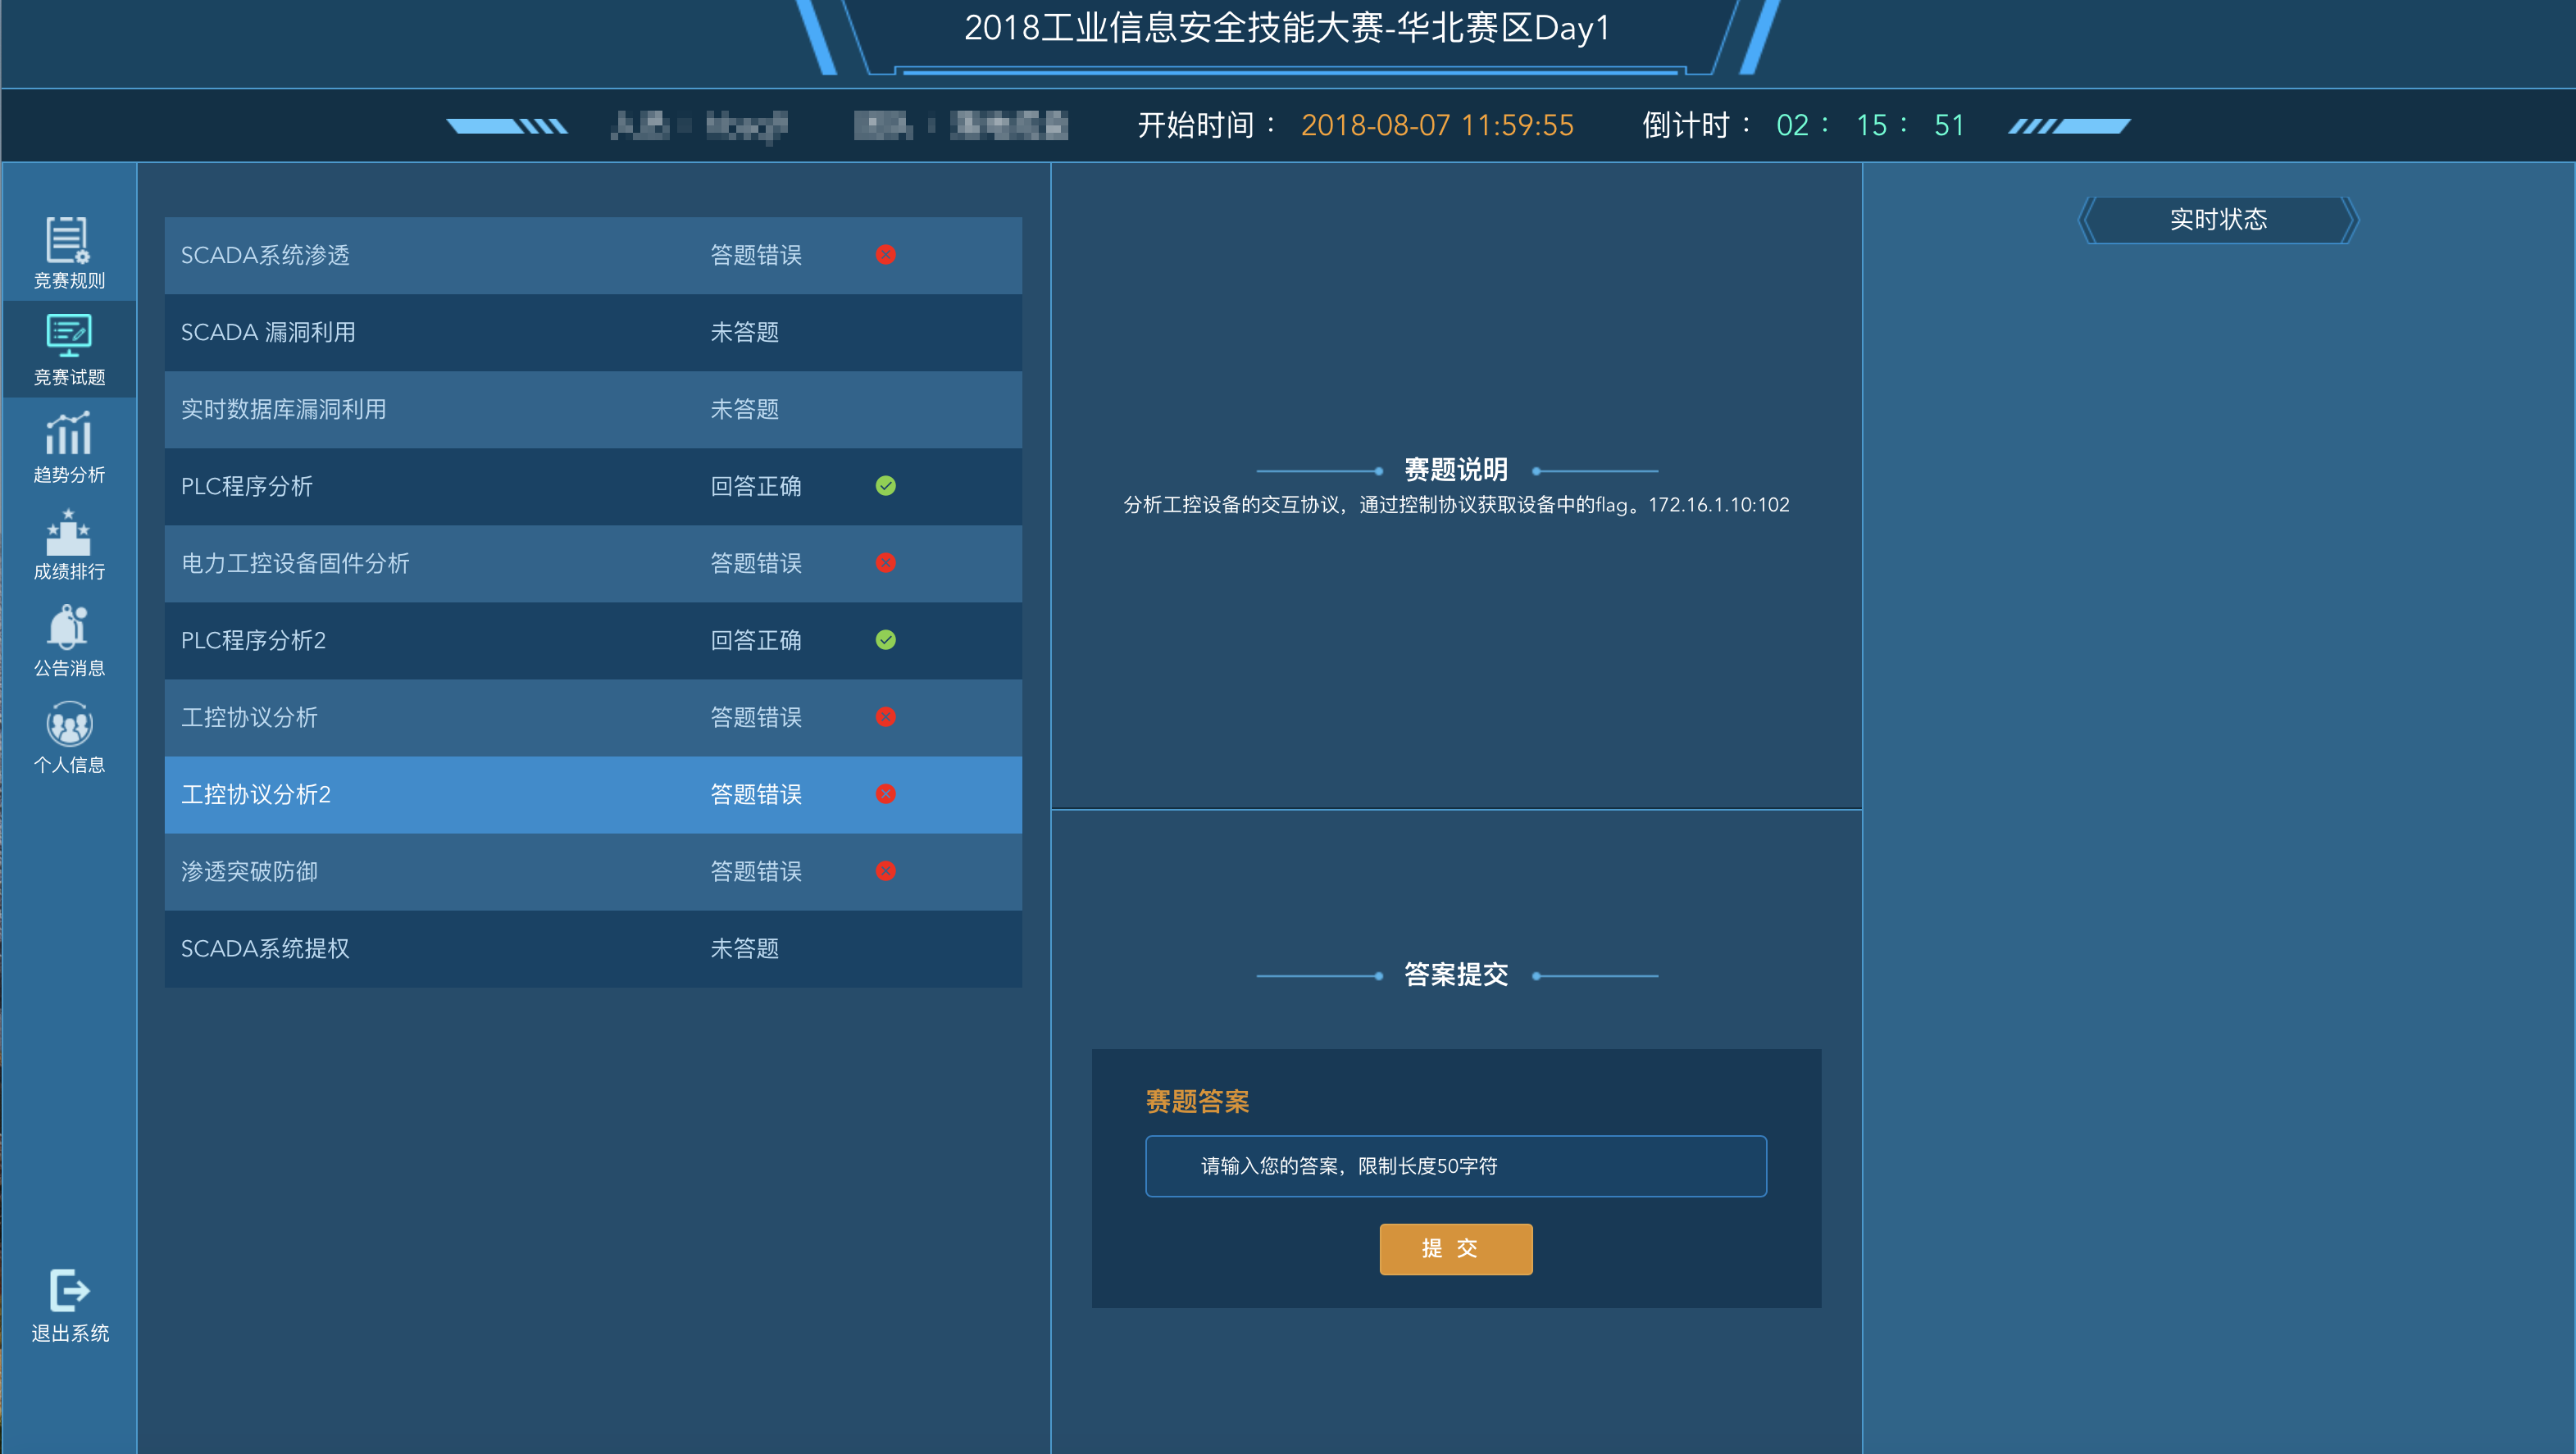 2018工业信息安全技能大赛-华北赛区Day1
开始时间： 2018-08-07 11:59:55 倒计时： 02： 15： 51
竞赛规则
竞赛试题
趋势分析
成绩排行
公告消息
个人信息
退出系统
SCADA系统渗透 答题错误
SCADA 漏洞利用 未答题
实时数据库漏洞利用 未答题
PLC程序分析 回答正确
电力工控设备固件分析 答题错误
PLC程序分析2 回答正确
工控协议分析 答题错误
工控协议分析2 答题错误
渗透突破防御 答题错误
SCADA系统提权 未答题
赛题说明
分析工控设备的交互协议，通过控制协议获取设备中的flag。172.16.1.10:102
答案提交
赛题答案
请输入您的答案，限制长度50字符
提 交
实时状态